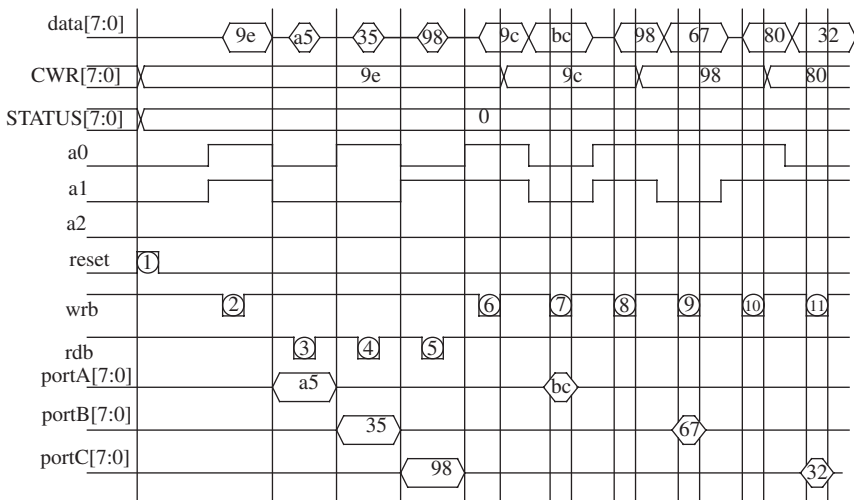 data[7:0] 9e a5 35 98 9c bc 98 67 80 32
CWR[7:0] 9e 9c 98 80
STATUS[7:0] 0
a0
a1
a2
reset 1
wrb 2 6 7 8 9 10 11
rdb 3 4 5
portA[7:0] a5 bc
portB[7:0] 35 67
portC[7:0] 98 32